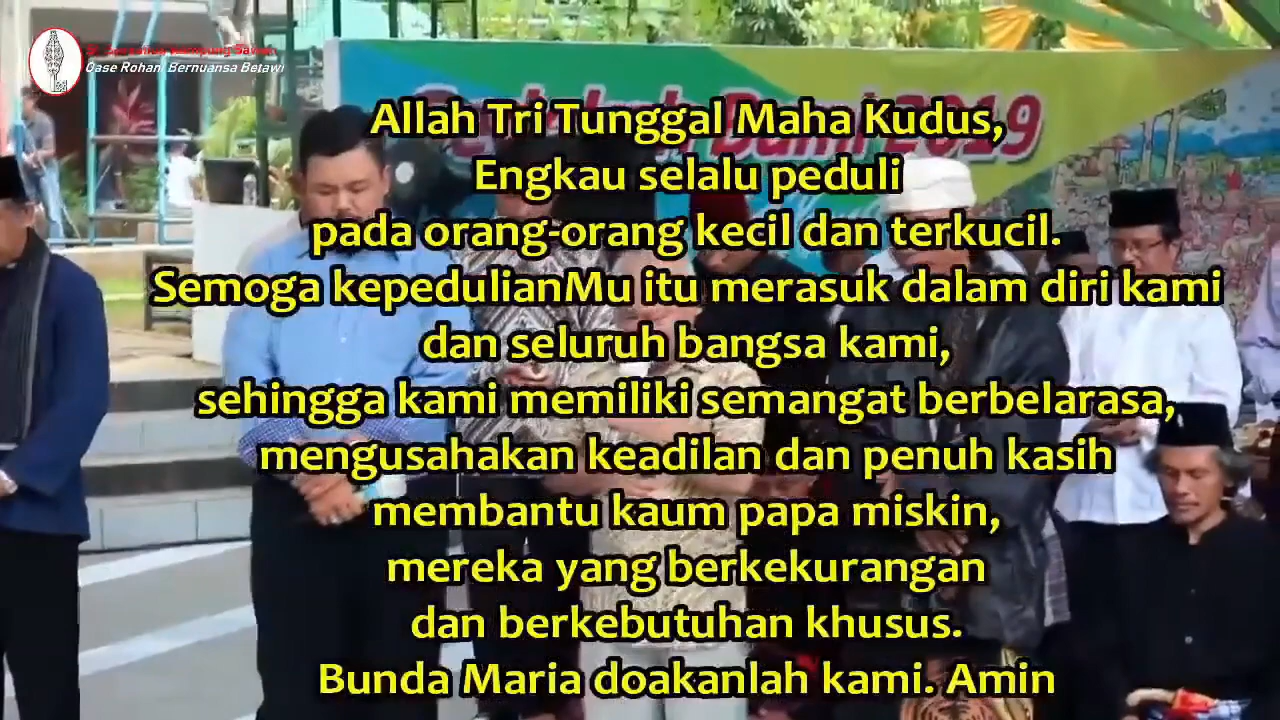 Oase Rohani Bernuansa Betawi
2019
Allah Tri Tunggal Maha Kudus,
Engkau selalu peduli
pada orang-orang kecil dan terkucil.
Semoga kepedulianMu itu merasuk dalam diri kami
dan seluruh bangsa kami,
sehingga kami memiliki semangat berbelarasa,
mengusahakan keadilan dan penuh kasih
membantu kaum papa miskin,
mereka yang berkekurangan
dan berkebutuhan khusus.
Bunda Maria doakanlah kami. Amin